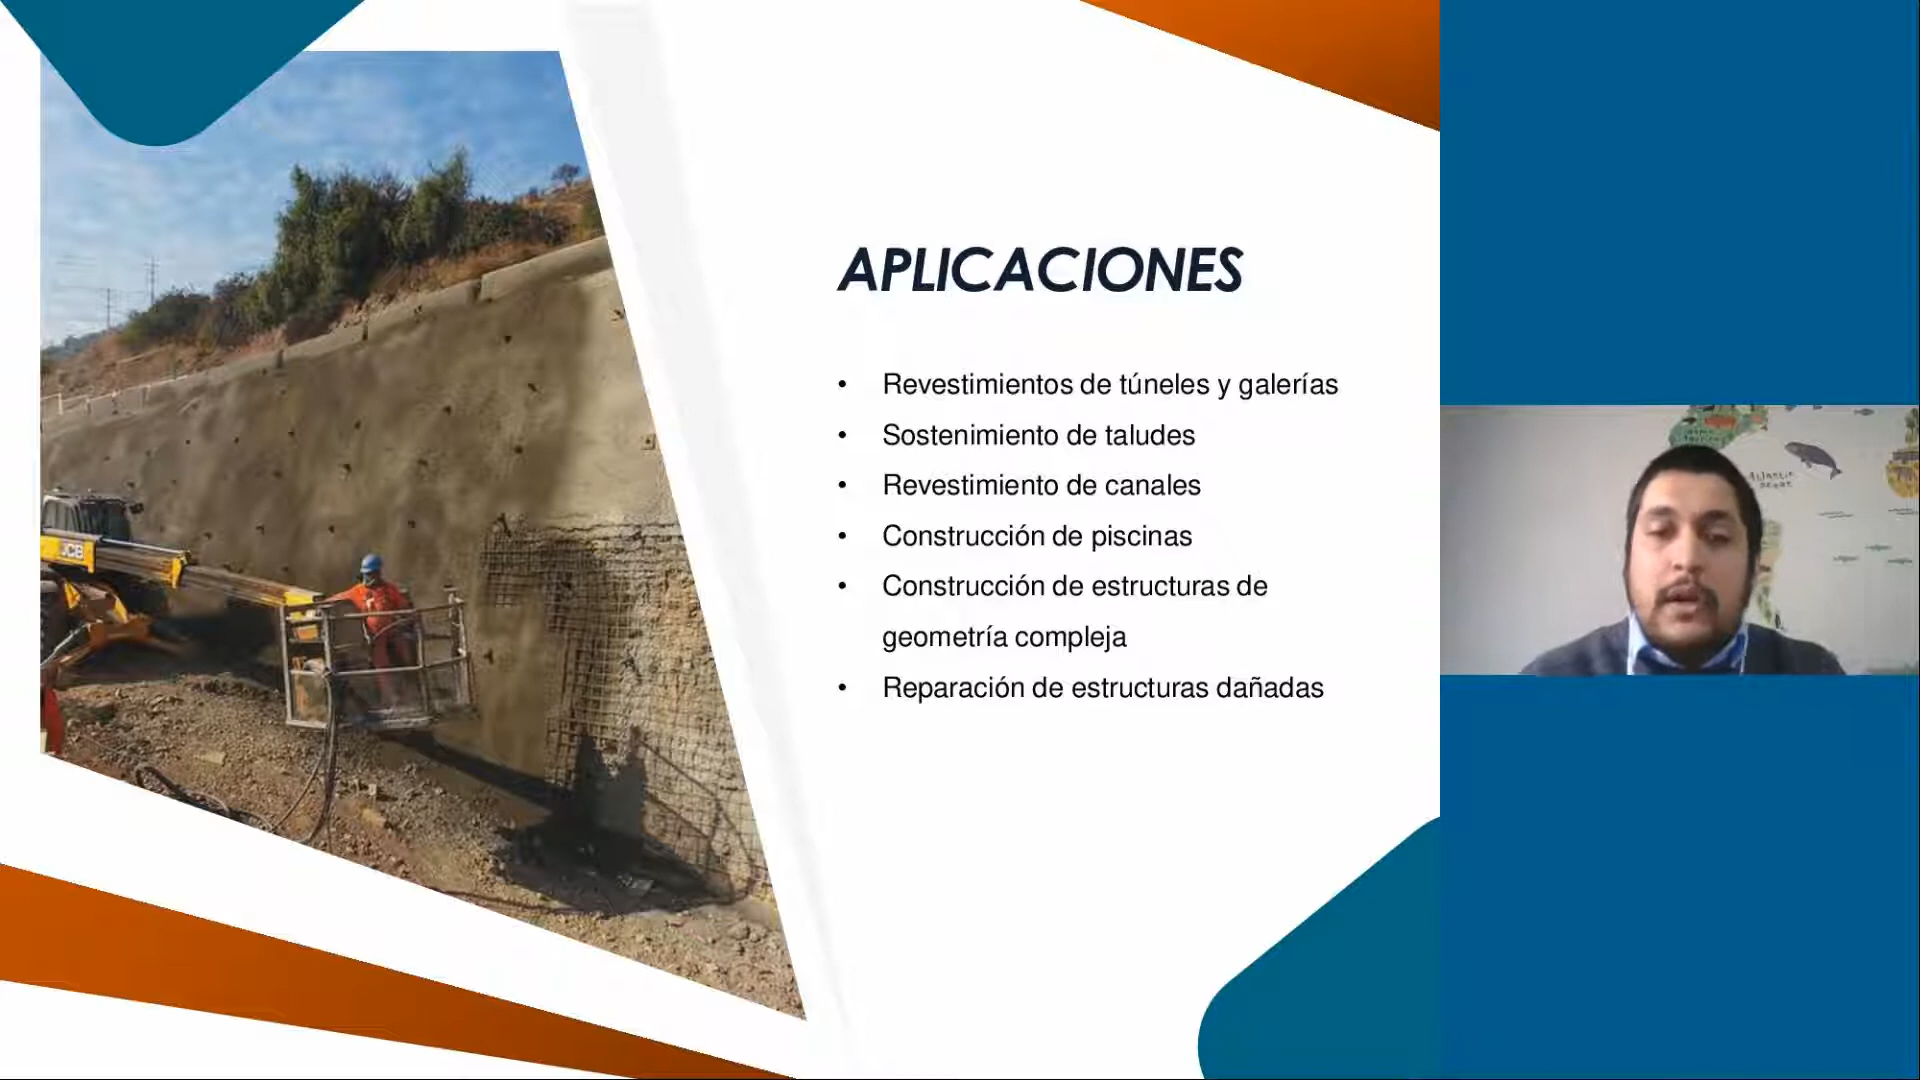 APLICACIONES
• Revestimientos de túneles y galerías
• Sostenimiento de taludes
• Revestimiento de canales
• Construcción de piscinas
• Construcción de estructuras de
geometría compleja
• Reparación de estructuras dañadas
JCB